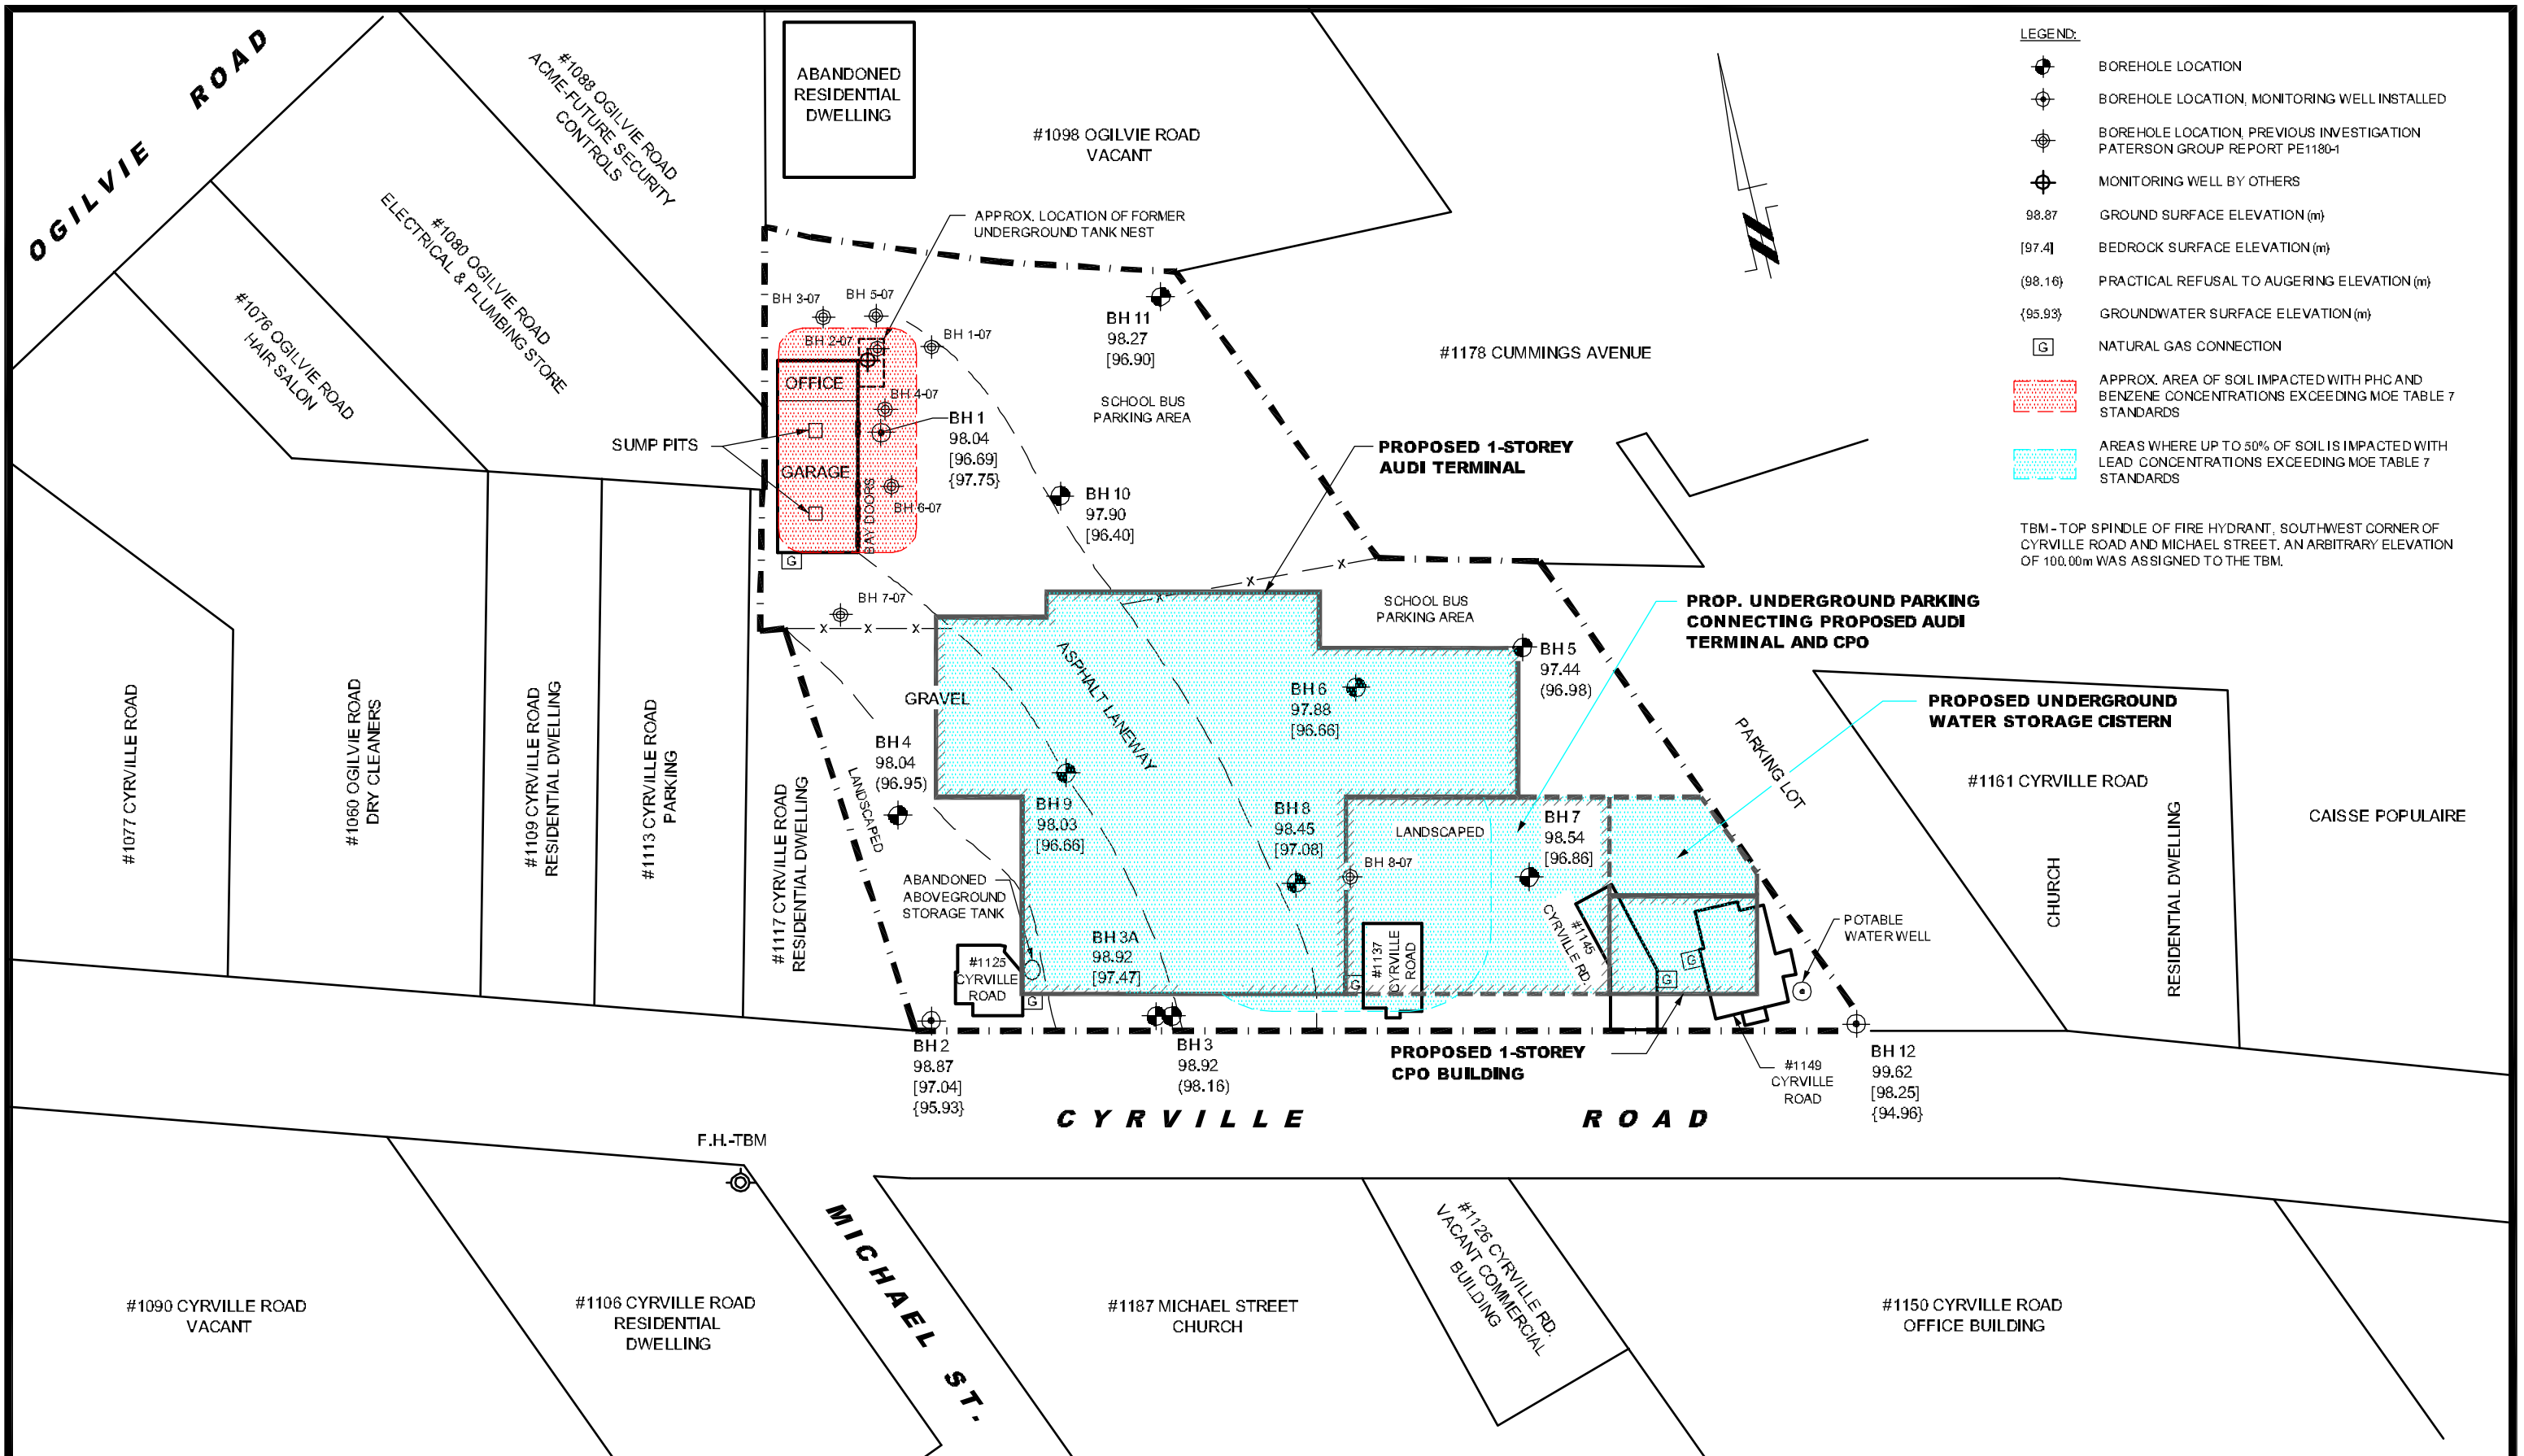 OGILVIE ROAD
#1088 OGILVIE ROAD
ACME-FUTURE SECURITY
CONTROLS
#1080 OGILVIE ROAD
ELECTRICAL & PLUMBING STORE
#1076 OGILVIE ROAD
HAIR SALON
ABANDONED
RESIDENTIAL
DWELLING
#1098 OGILVIE ROAD
VACANT
APPROX. LOCATION OF FORMER
UNDERGROUND TANK NEST
LEGEND:
BOREHOLE LOCATION
BOREHOLE LOCATION, MONITORING WELL INSTALLED
BOREHOLE LOCATION, PREVIOUS INVESTIGATION
PATERSON GROUP REPORT PE1180-1
MONITORING WELL BY OTHERS
98.87 GROUND SURFACE ELEVATION (m)
[97.4] BEDROCK SURFACE ELEVATION (m)
(98.16) PRACTICAL REFUSAL TO AUGERING ELEVATION (m)
{95.93} GROUNDWATER SURFACE ELEVATION (m)
G NATURAL GAS CONNECTION
APPROX. AREA OF SOIL IMPACTED WITH PHC AND
BENZENE CONCENTRATIONS EXCEEDING MOE TABLE 7
STANDARDS
AREAS WHERE UP TO 50% OF SOIL IS IMPACTED WITH
LEAD CONCENTRATIONS EXCEEDING MOE TABLE 7
STANDARDS
TBM - TOP SPINDLE OF FIRE HYDRANT, SOUTHWEST CORNER OF
CYRVILLE ROAD AND MICHAEL STREET. AN ARBITRARY ELEVATION
OF 100.00m WAS ASSIGNED TO THE TBM.
BH 3-07
BH 5-07
BH 1-07
BH 2-07
BH 4-07
BH 6-07
OFFICE
GARAGE
BAY DOORS
SUMP PITS
G
BH 1
98.04
[96.69]
{97.75}
BH 11
98.27
[96.90]
SCHOOL BUS
PARKING AREA
BH 10
97.90
[96.40]
#1178 CUMMINGS AVENUE
PROPOSED 1-STOREY
AUDI TERMINAL
BH 7-07
X X X
X X X
SCHOOL BUS
PARKING AREA
PROP. UNDERGROUND PARKING
CONNECTING PROPOSED AUDI
TERMINAL AND CPO
BH 5
97.44
(96.98)
PROPOSED UNDERGROUND
WATER STORAGE CISTERN
PARKING LOT
GRAVEL
ASPHALT LANEWAY
BH 6
97.88
[96.66]
BH 4
98.04
(96.95)
LANDSCAPED
BH 9
98.03
[96.66]
BH 8
98.45
[97.08]
LANDSCAPED
BH 8-07
BH 7
98.54
[96.86]
#1077 CYRVILLE ROAD
#1060 OGILVIE ROAD
DRY CLEANERS
#1109 CYRVILLE ROAD
RESIDENTIAL DWELLING
#1113 CYRVILLE ROAD
PARKING
#1117 CYRVILLE ROAD
RESIDENTIAL DWELLING
#1161 CYRVILLE ROAD
CHURCH
RESIDENTIAL DWELLING
CAISSE POPULAIRE
ABANDONED
ABOVEGROUND
STORAGE TANK
#1125
CYRVILLE
ROAD
G
BH 3A
98.92
[97.47]
#1137
CYRVILLE
ROAD
G
#1145
CYRVILLE RD.
G
G
POTABLE
WATER WELL
BH 2
98.87
[97.04]
{95.93}
BH 3
98.92
(98.16)
PROPOSED 1-STOREY
CPO BUILDING
#1149
CYRVILLE
ROAD
BH 12
99.62
[98.25]
{94.96}
CYRVILLE ROAD
F.H.-TBM
MICHAEL ST.
#1090 CYRVILLE ROAD
VACANT
#1106 CYRVILLE ROAD
RESIDENTIAL
DWELLING
#1187 MICHAEL STREET
CHURCH
#1126 CYRVILLE RD.
VACANT COMMERCIAL
BUILDING
#1150 CYRVILLE ROAD
OFFICE BUILDING